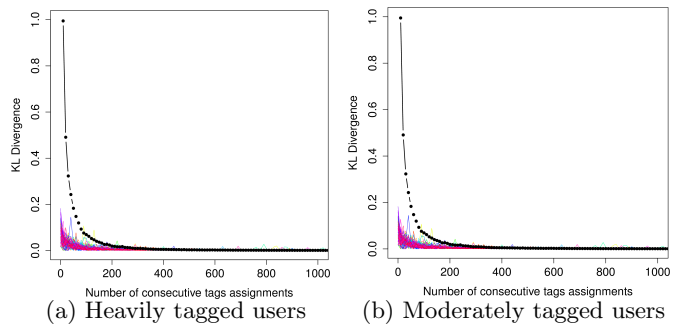 KL Divergence
1.0
0.8
0.6
0.4
0.2
0.0
0 200 400 600 800 1000
Number of consecutive tags assignments
(a) Heavily tagged users
KL Divergence
1.0
0.8
0.6
0.4
0.2
0.0
0 200 400 600 800 1000
Number of consecutive tags assignments
(b) Moderately tagged users